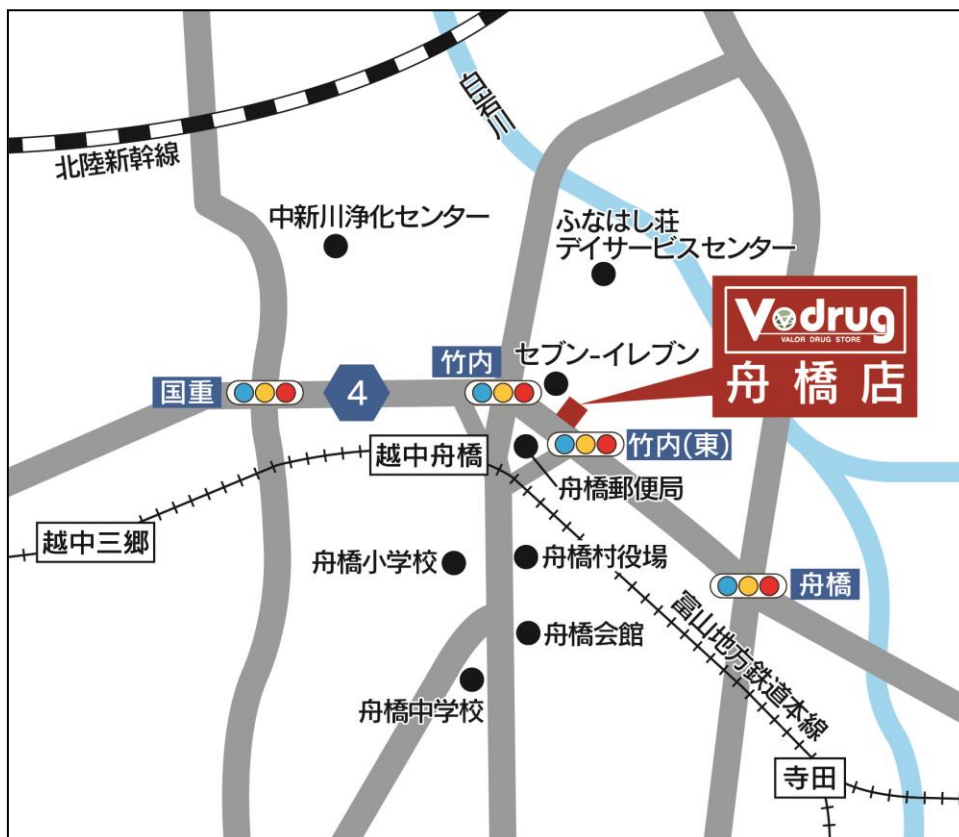 白岩川
北陸新幹線
中新川浄化センター
ふなはし荘
デイサービスセンター
V drug
VALOR DRUG STORE
舟橋店
セブン-イレブン
竹内
国重
4
竹内(東)
越中舟橋
舟橋郵便局
越中三郷
舟橋小学校
舟橋村役場
舟橋
舟橋会館
富山地方鉄道本線
舟橋中学校
寺田